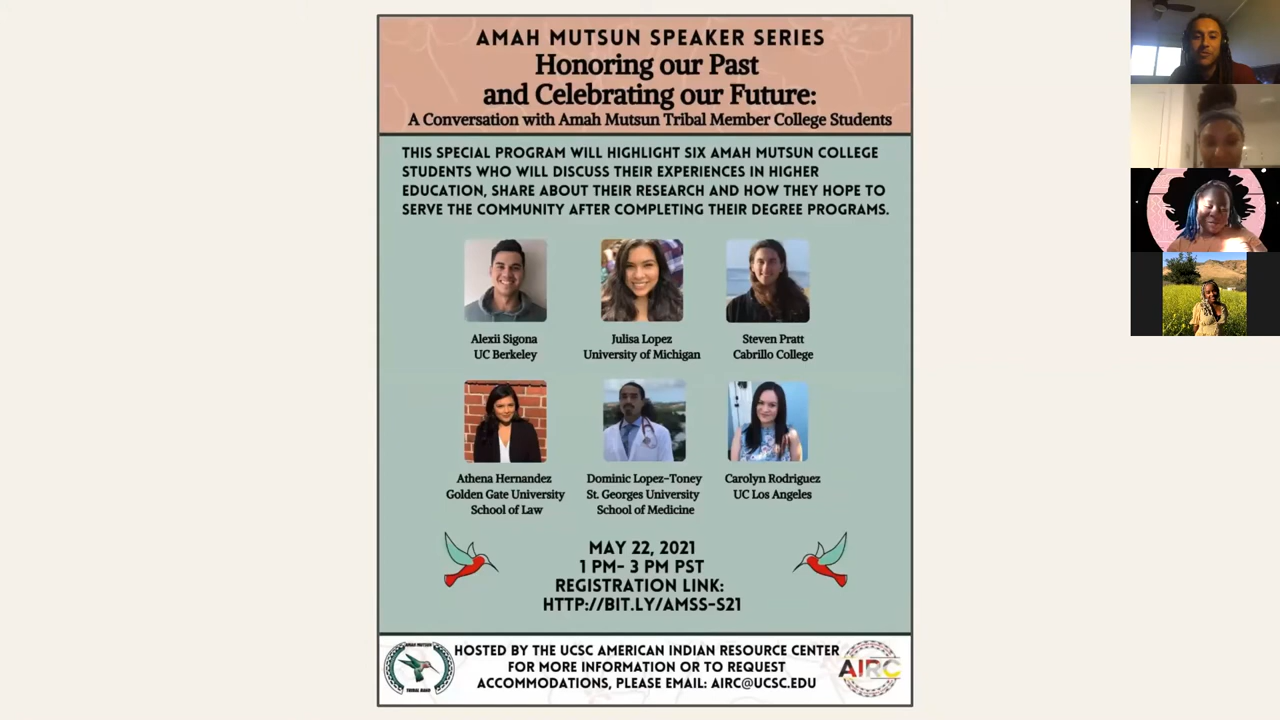 AMAH MUTSUN SPEAKER SERIES
Honoring our Past
and Celebrating our Future:
A Conversation with Amah Mutsun Tribal Member College Students
THIS SPECIAL PROGRAM WILL HIGHLIGHT SIX AMAH MUTSUN COLLEGE
STUDENTS WHO WILL DISCUSS THEIR EXPERIENCES IN HIGHER
EDUCATION, SHARE ABOUT THEIR RESEARCH AND HOW THEY HOPE TO
SERVE THE COMMUNITY AFTER COMPLETING THEIR DEGREE PROGRAMS.
Alexii Sigona
UC Berkeley
Julisa Lopez
University of Michigan
Steven Pratt
Cabrillo College
Athena Hernandez
Golden Gate University
School of Law
Dominic Lopez-Toney
St. Georges University
School of Medicine
Carolyn Rodriguez
UC Los Angeles
MAY 22, 2021
1 PM- 3 PM PST
REGISTRATION LINK:
HTTP://BIT.LY/AMSS-S21
AMAH MUTSUN
TRIBAL BAND
HOSTED BY THE UCSC AMERICAN INDIAN RESOURCE CENTER
FOR MORE INFORMATION OR TO REQUEST
ACCOMMODATIONS, PLEASE EMAIL: AIRC@UCSC.EDU
AIRC